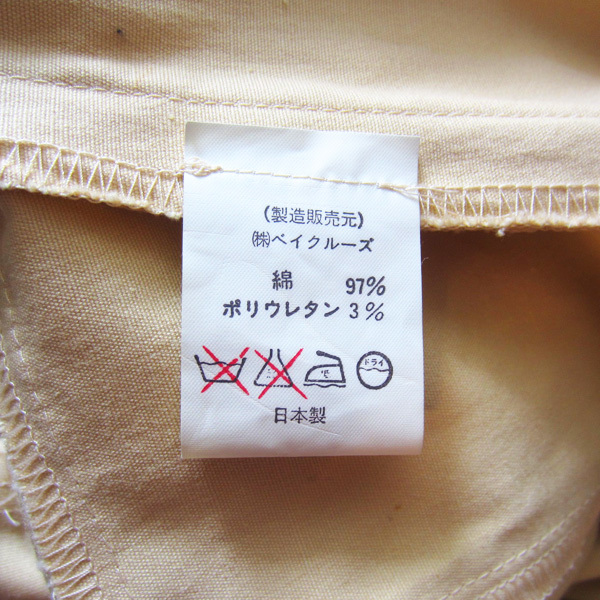 (製造販売元)
㈱ベイクルーズ
綿 97%
ポリウレタン 3%
ドライ
日本製